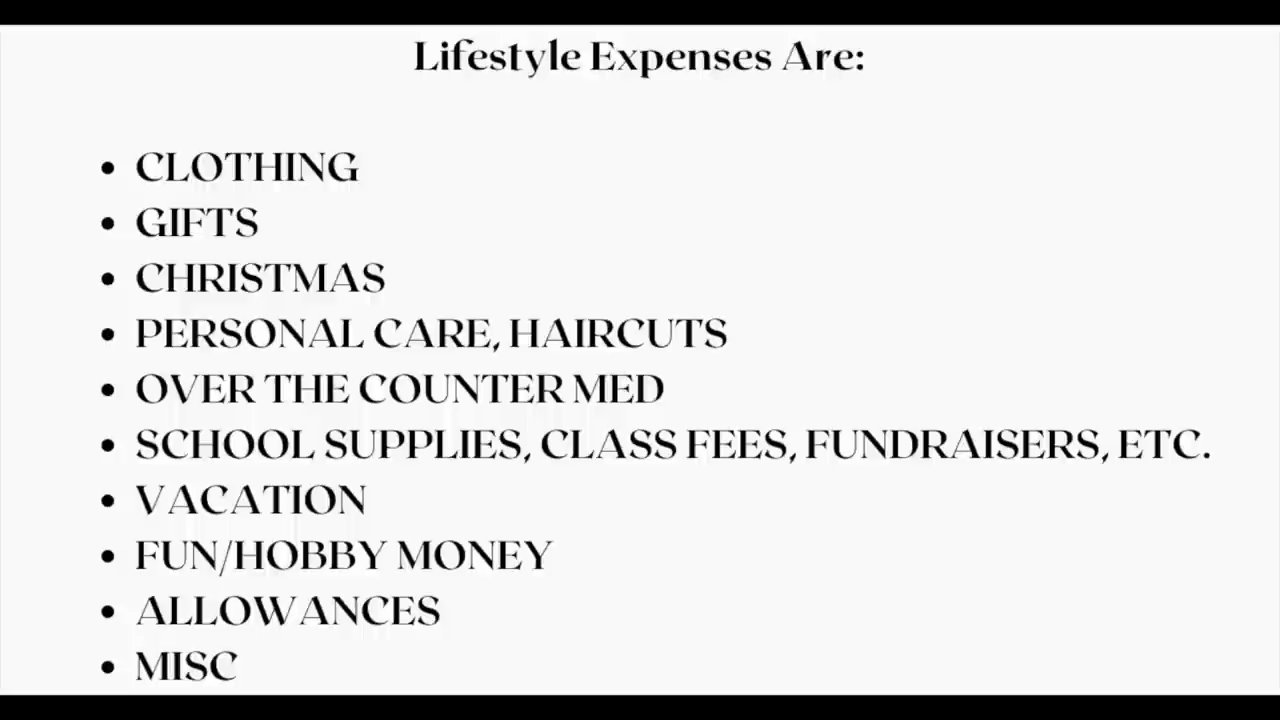 Lifestyle Expenses Are:
• CLOTHING
• GIFTS
• CHRISTMAS
• PERSONAL CARE, HAIRCUTS
• OVER THE COUNTER MED
• SCHOOL SUPPLIES, CLASS FEES, FUNDRAISERS, ETC.
• VACATION
• FUN/HOBBY MONEY
• ALLOWANCES
• MISC